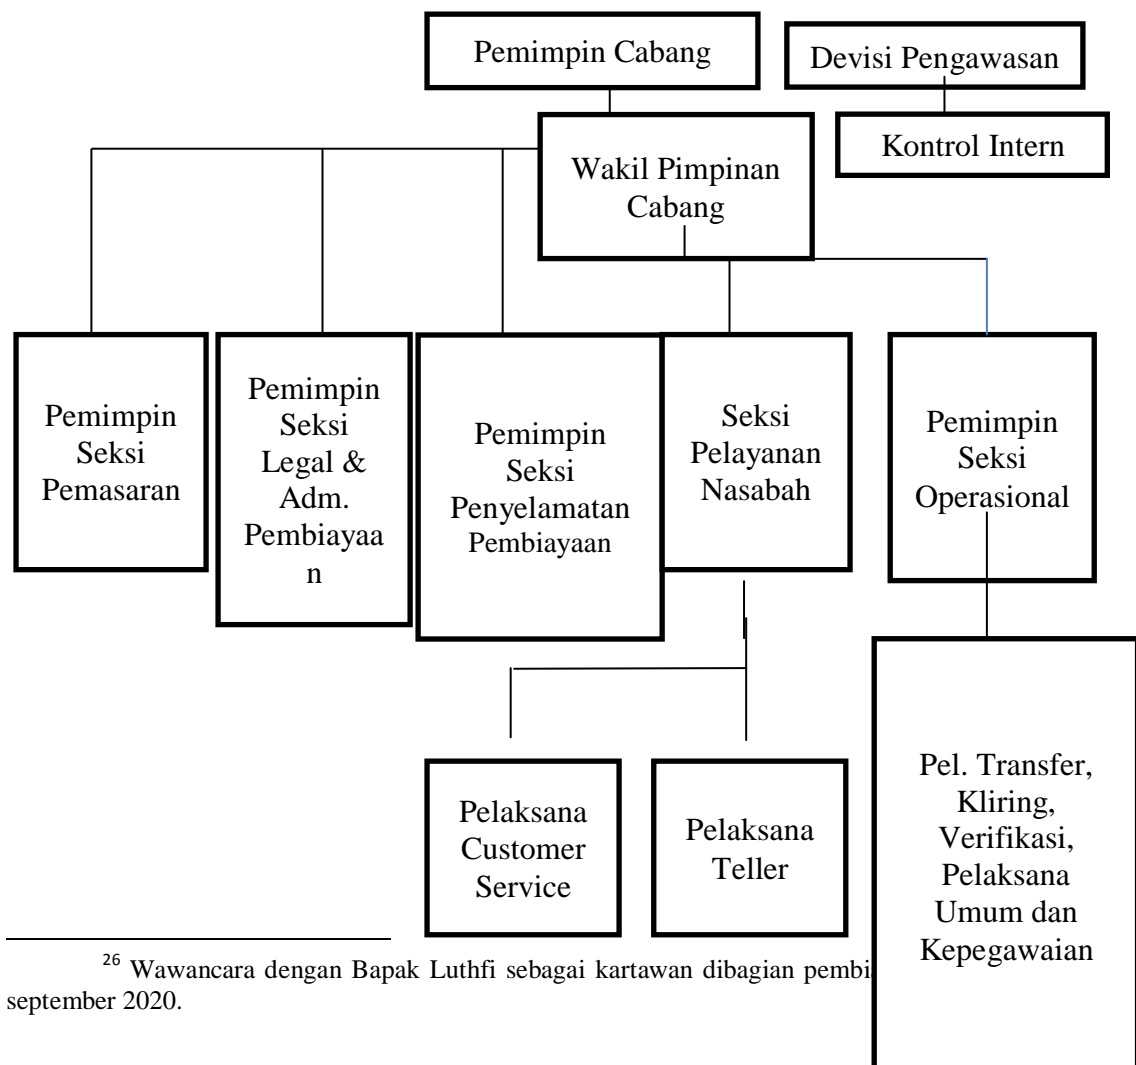 Pemimpin Cabang
Devisi Pengawasan
Kontrol Intern
Wakil Pimpinan
Cabang
Pemimpin
Seksi
Pemasaran
Pemimpin
Seksi
Legal &
Adm.
Pembiayaa
n
Pemimpin
Seksi
Penyelamatan
Pembiayaan
Seksi
Pelayanan
Nasabah
Pemimpin
Seksi
Operasional
Pelaksana
Customer
Service
Pelaksana
Teller
Pel. Transfer,
Kliring,
Verifikasi,
Pelaksana
Umum dan
Kepegawaian
26 Wawancara dengan Bapak Luthfi sebagai kartawan dibagian
september 2020.